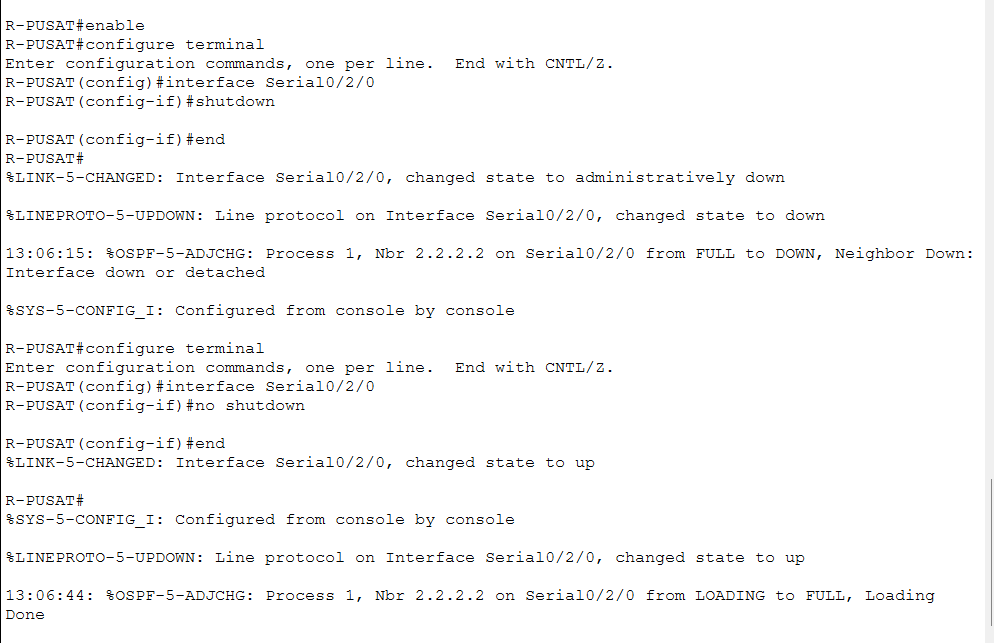 R-PUSAT#enable
R-PUSAT#configure terminal
Enter configuration commands, one per line.  End with CNTL/Z.
R-PUSAT(config)#interface Serial0/2/0
R-PUSAT(config-if)#shutdown
R-PUSAT(config-if)#end
R-PUSAT#
%LINK-5-CHANGED: Interface Serial0/2/0, changed state to administratively down
%LINEPROTO-5-UPDOWN: Line protocol on Interface Serial0/2/0, changed state to down
13:06:15: %OSPF-5-ADJCHG: Process 1, Nbr 2.2.2.2 on Serial0/2/0 from FULL to DOWN, Neighbor Down:
Interface down or detached
%SYS-5-CONFIG_I: Configured from console by console
R-PUSAT#configure terminal
Enter configuration commands, one per line.  End with CNTL/Z.
R-PUSAT(config)#interface Serial0/2/0
R-PUSAT(config-if)#no shutdown
R-PUSAT(config-if)#end
%LINK-5-CHANGED: Interface Serial0/2/0, changed state to up
R-PUSAT#
%SYS-5-CONFIG_I: Configured from console by console
%LINEPROTO-5-UPDOWN: Line protocol on Interface Serial0/2/0, changed state to up
13:06:44: %OSPF-5-ADJCHG: Process 1, Nbr 2.2.2.2 on Serial0/2/0 from LOADING to FULL, Loading
Done